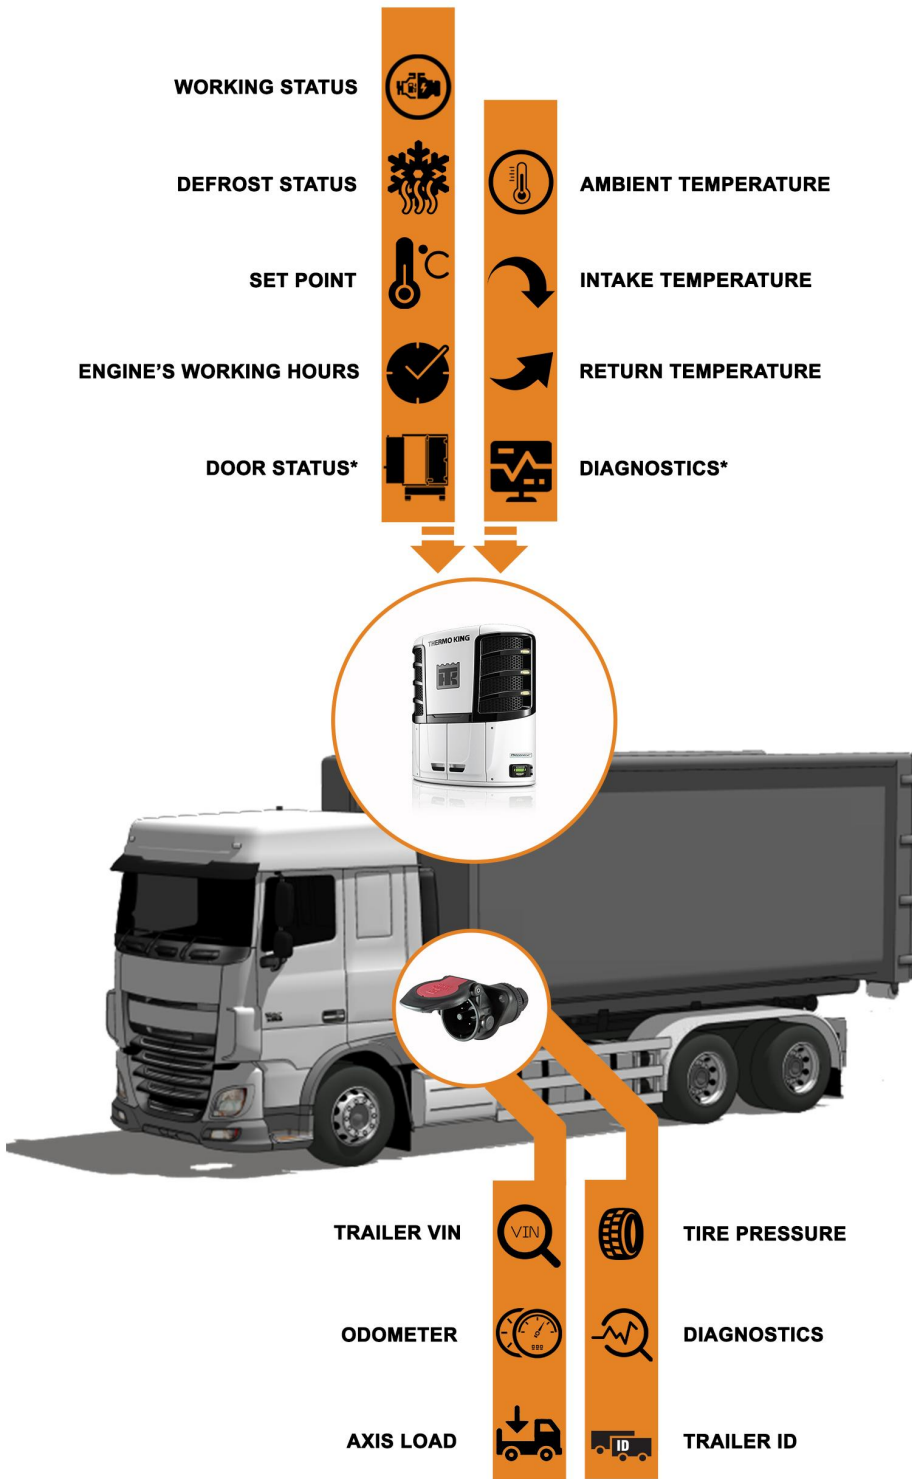 WORKING STATUS
DEFROST STATUS
SET POINT
°C
ENGINE'S WORKING HOURS
DOOR STATUS*
AMBIENT TEMPERATURE
INTAKE TEMPERATURE
RETURN TEMPERATURE
DIAGNOSTICS*
THERMO KING
TRAILER VIN
VIN
ODOMETER
AXIS LOAD
TIRE PRESSURE
DIAGNOSTICS
ID
TRAILER ID